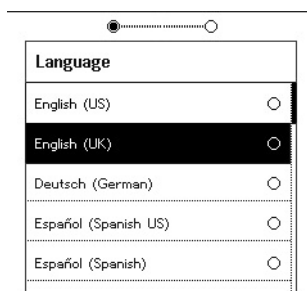 Language
English (US)
English (UK)
Deutsch (German)
Español (Spanish US)
Español (Spanish)